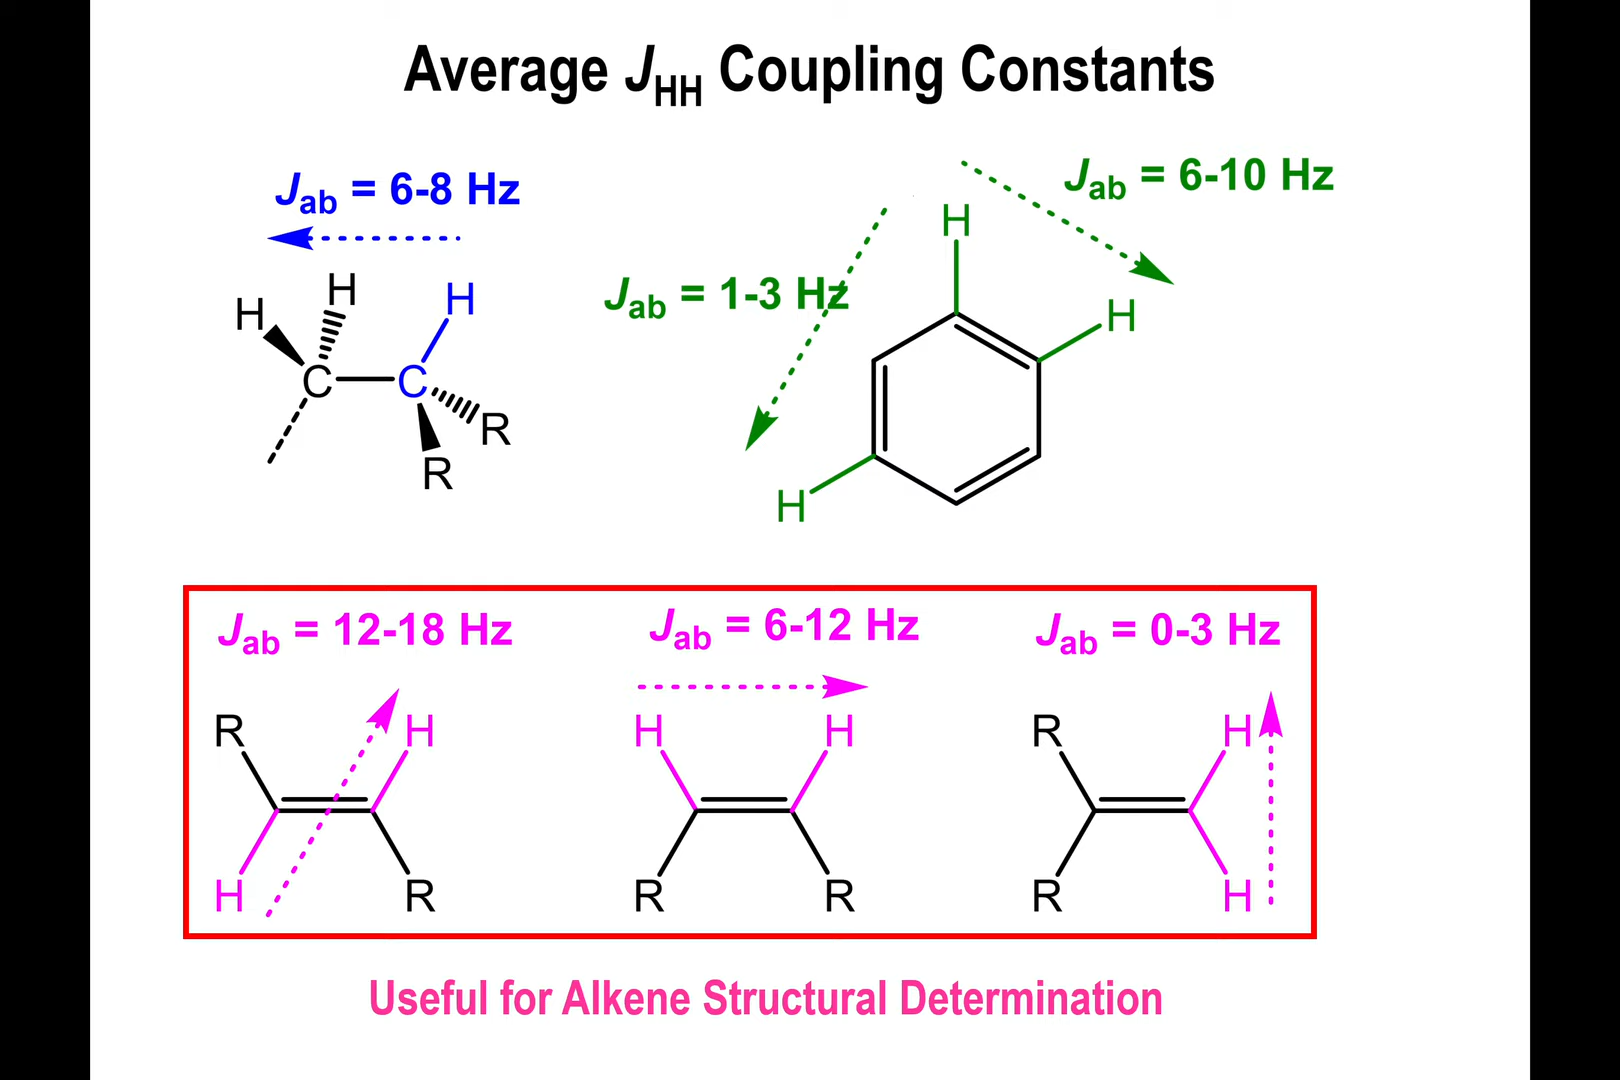 Average JHH Coupling Constants
Jab = 6-8 Hz
Jab = 6-10 Hz
Jab = 1-3 Hz
H
H
H
C
C
R
R
H
H
H
Jab = 12-18 Hz
Jab = 6-12 Hz
Jab = 0-3 Hz
R
H
H
R
H
H
R
R
R
H
R
H
Useful for Alkene Structural Determination